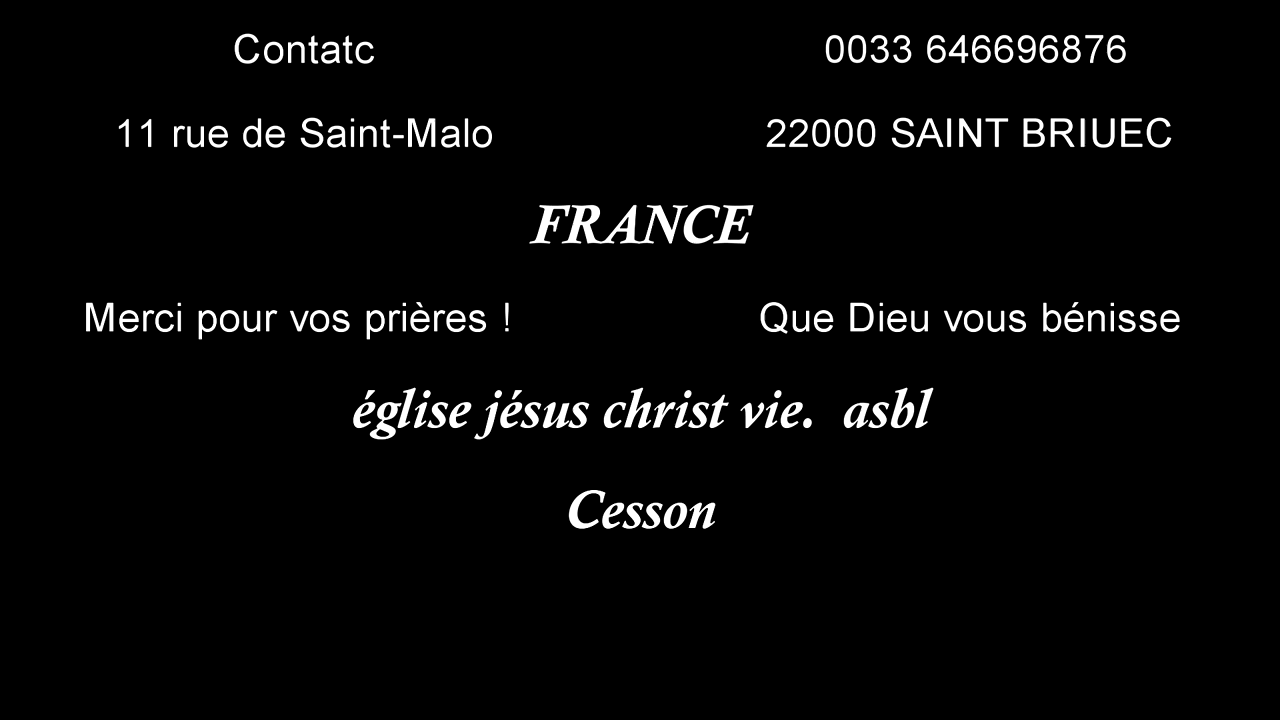 Contatc 0033 646696876
11 rue de Saint-Malo 22000 SAINT BRIUEC
FRANCE
Merci pour vos prières ! Que Dieu vous bénisse
église jésus christ vie. asbl
Cesson